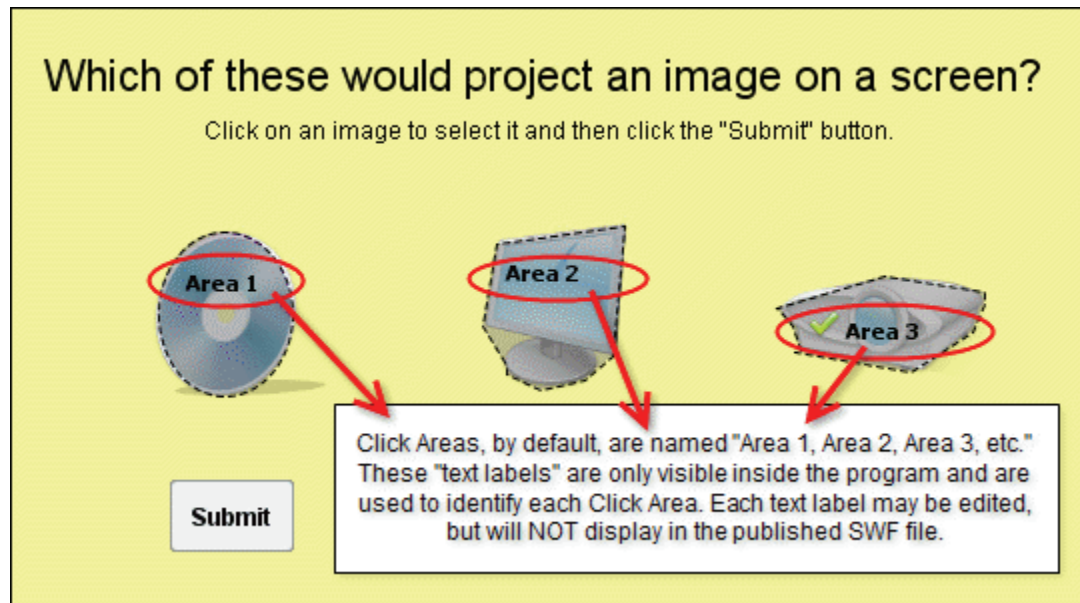 Which of these would project an image on a screen?
Click on an image to select it and then click the "Submit" button.
Area 1
Area 2
Area 3
Click Areas, by default, are named "Area 1, Area 2, Area 3, etc."
These "text labels" are only visible inside the program and are
used to identify each Click Area. Each text label may be edited,
but will NOT display in the published SWF file.
Submit